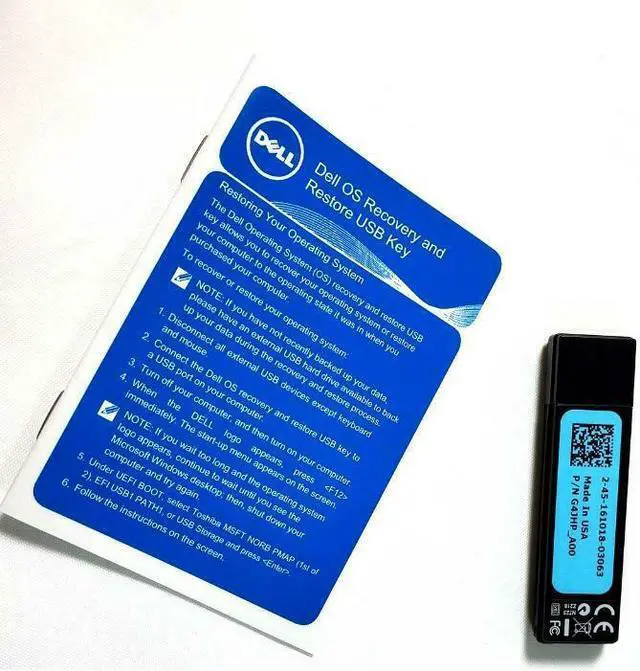 DELL
Dell OS Recovery and
Restore USB Key
Restoring Your Operating System
The Dell Operating System (OS) recovery and restore USB
key allows you to recover your operating system or restore
your computer to the operating state it was in when you
purchased your computer.
To recover or restore your operating system:
NOTE: If you have not recently backed up your data,
please have an external USB hard drive available to back
up your data during the recovery and restore process.
1. Disconnect all external USB devices except keyboard
and mouse
2. Connect the Dell OS recovery and restore USB key to
a USB port on your computer.
3. Turn off your computer, and then turn on your computer.
4. When the DELL logo appears, press <F12>
immediately. The start-up menu appears on the screen.
NOTE: If you wait too long and the operating system
logo appears, continue to wait until you see the
Microsoft Windows desktop; then, shut down your
computer and try again.
5. Under UEFI BOOT, select Toshiba MSFT NORB PMAP (1st of
2), EFI USB1 PATH1, or USB Storage and press <Enter>.
6. Follow the instructions on the screen.
2-45-161018-03063
Made In USA
P/N G4JHP_A00
CE
FC